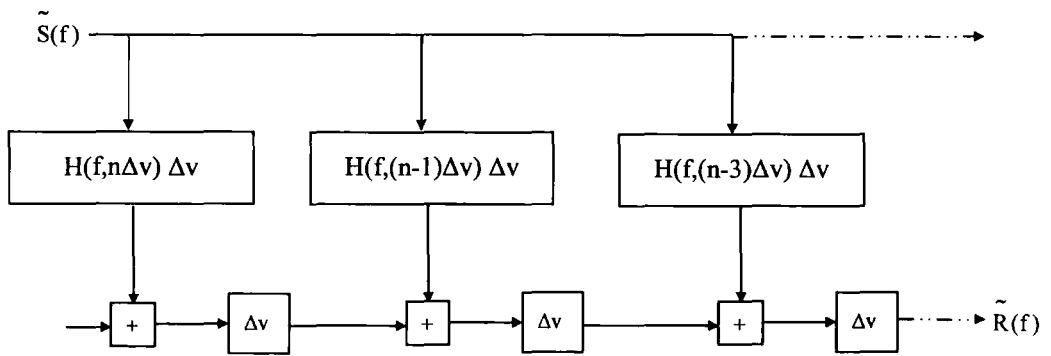 S̃(f)
H(f,nΔv) Δv
H(f,(n-1)Δv) Δv
H(f,(n-3)Δv) Δv
+
Δv
+
Δv
+
Δv
R̃(f)